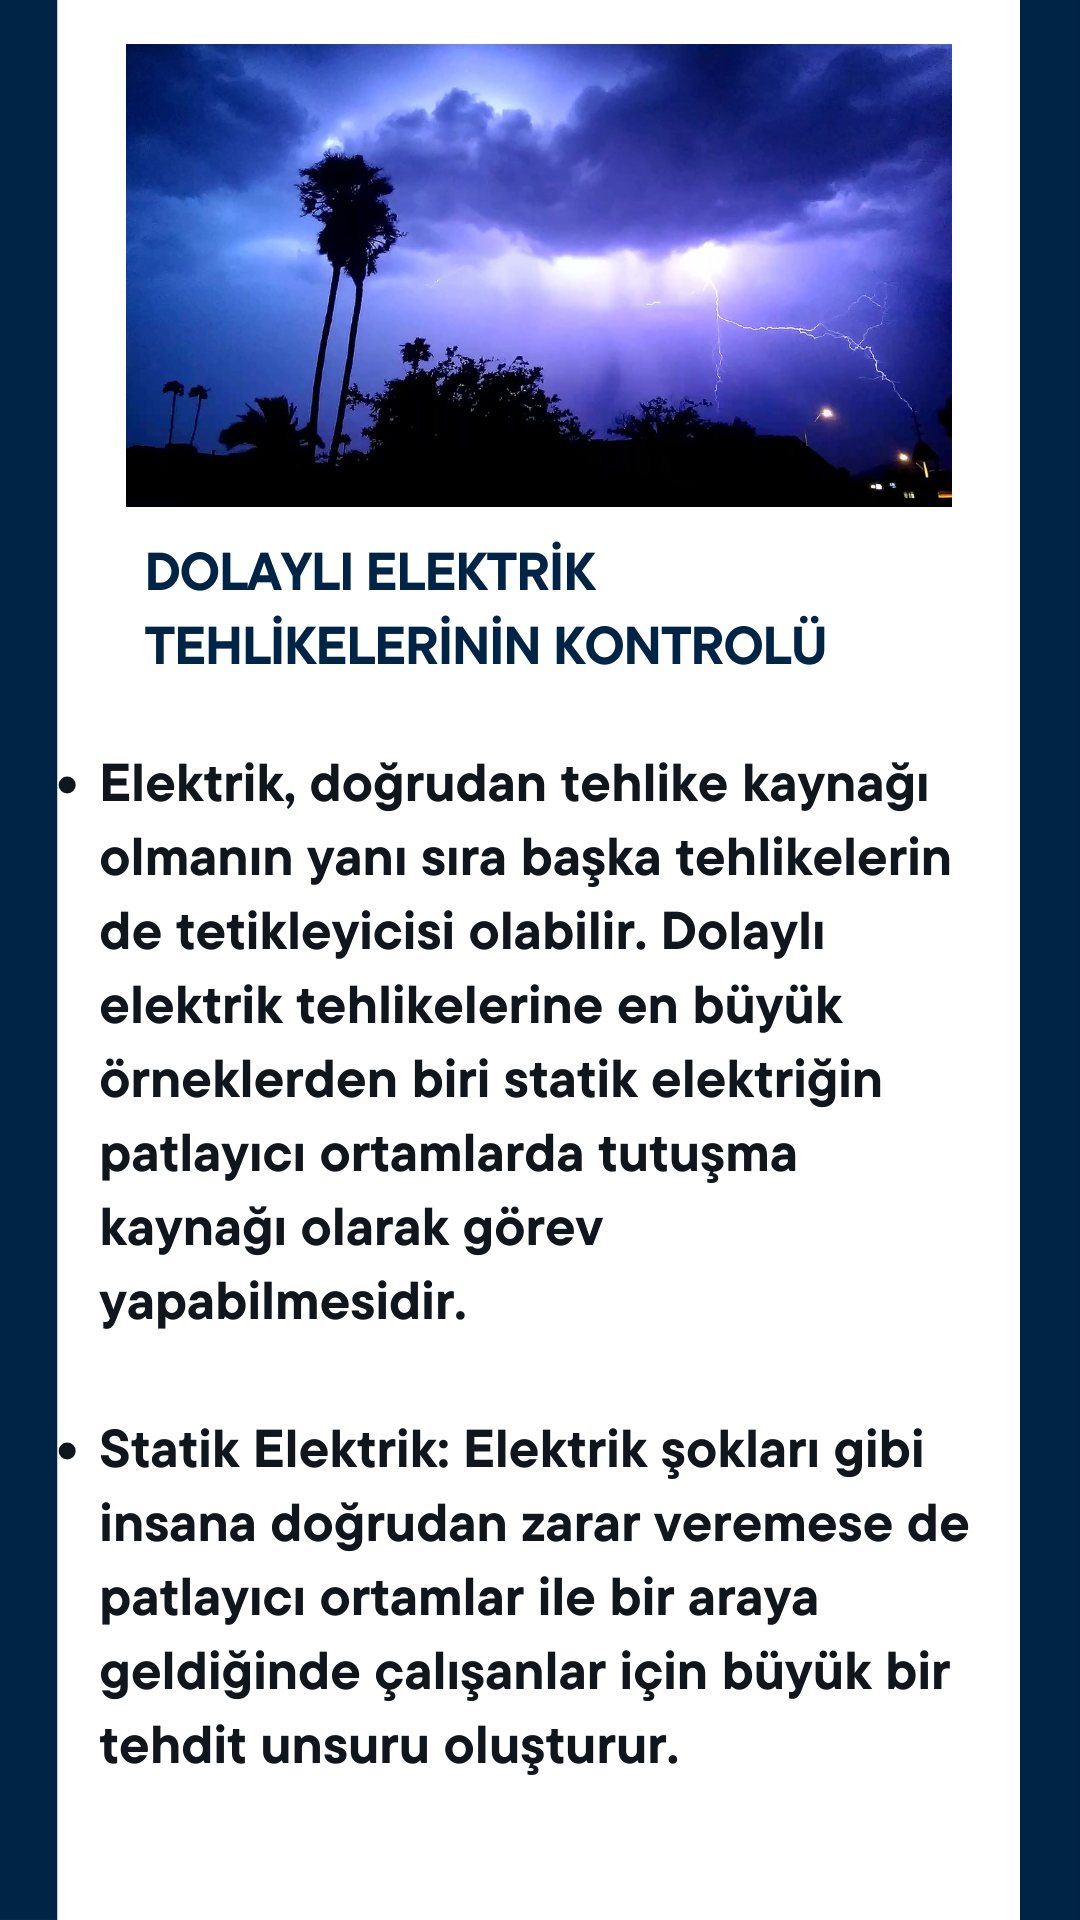 DOLAYLI ELEKTRİK
TEHLİKELERİNİN KONTROLÜ
• Elektrik, doğrudan tehlike kaynağı
olmanın yanı sıra başka tehlikelerin
de tetikleyicisi olabilir. Dolaylı
elektrik tehlikelerine en büyük
örneklerden biri statik elektriğin
patlayıcı ortamlarda tutuşma
kaynağı olarak görev
yapabilmesidir.
• Statik Elektrik: Elektrik şokları gibi
insana doğrudan zarar veremese de
patlayıcı ortamlar ile bir araya
geldiğinde çalışanlar için büyük bir
tehdit unsuru oluşturur.